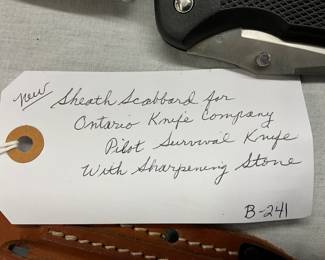 new Sheath Scabbard for
Ontario Knife Company
Pilot Survival Knife
With Sharpening Stone
B-241